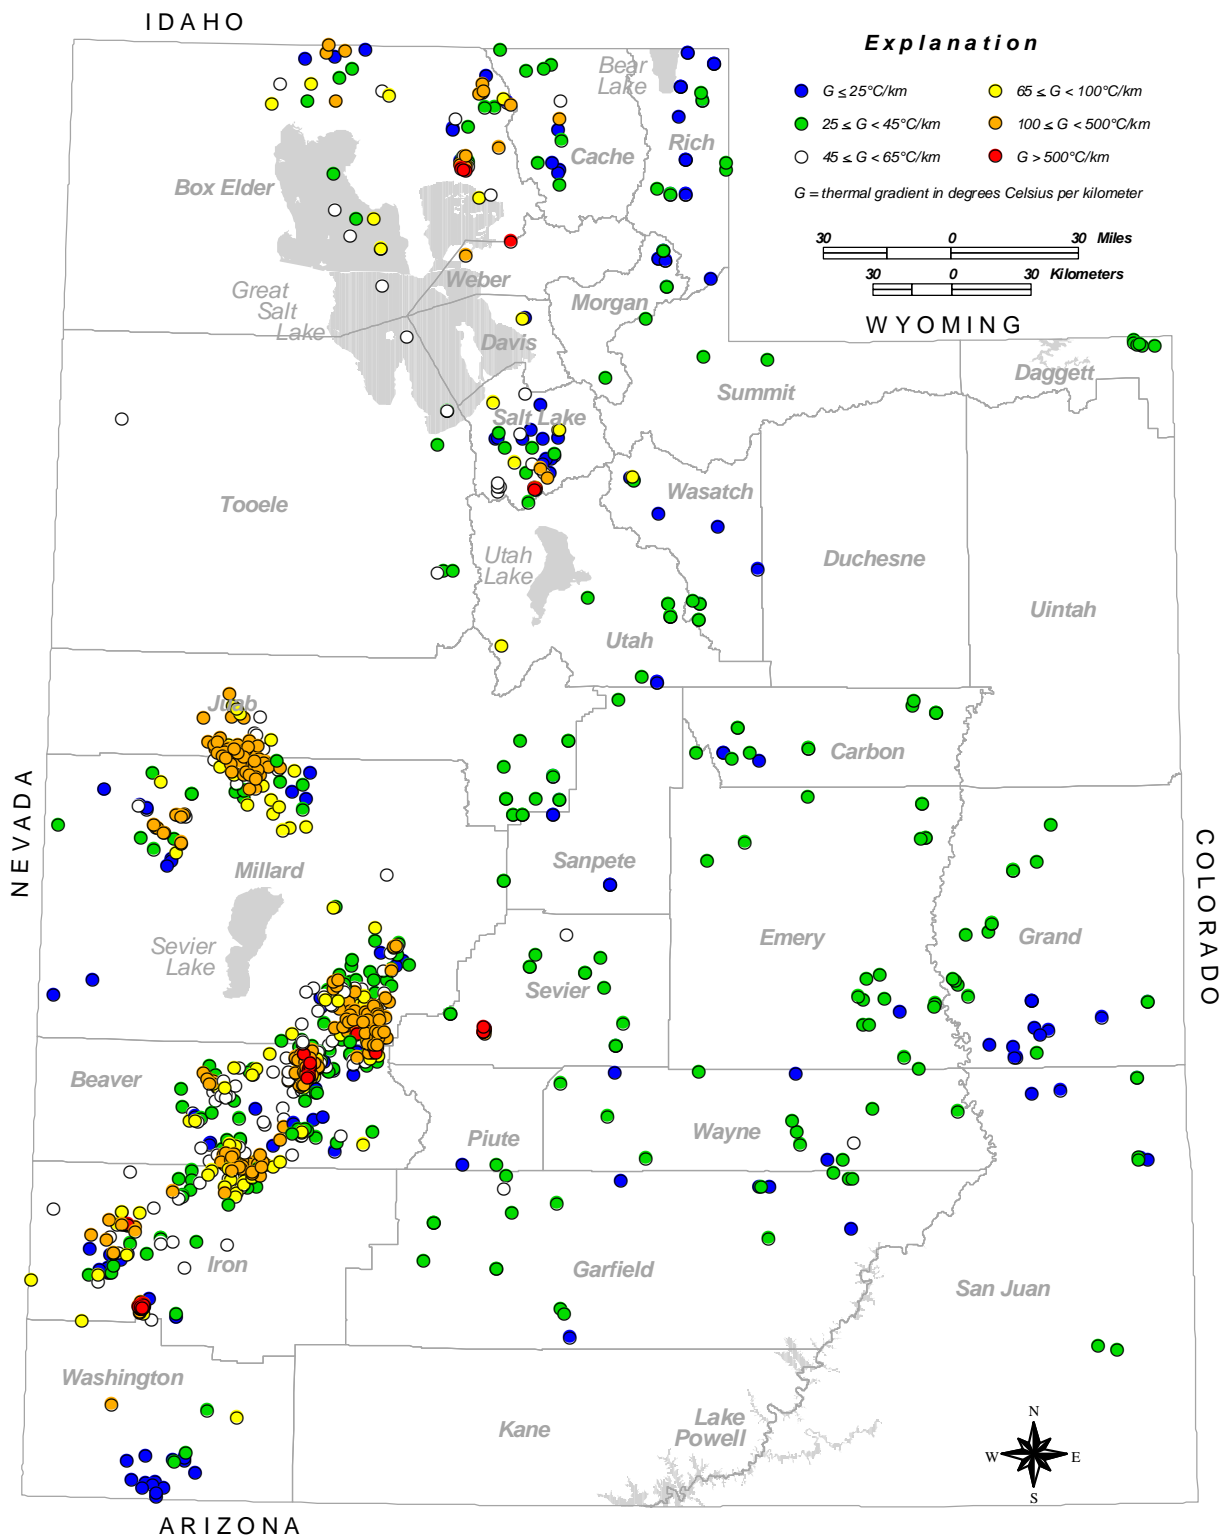 IDAHO
Explanation
G ≤ 25°C/km
65 ≤ G < 100°C/km
25 ≤ G < 45°C/km
100 ≤ G < 500°C/km
45 ≤ G < 65°C/km
G > 500°C/km
G = thermal gradient in degrees Celsius per kilometer
30 0 30 Miles
30 0 30 Kilometers
WYOMING
Bear
Lake
Rich
Cache
Box Elder
Weber
Great
Salt
Lake
Morgan
Davis
Daggett
Summit
Salt Lake
Tooele
Wasatch
Utah
Lake
Duchesne
Uintah
Utah
Juab
Carbon
NEVADA
COLORADO
Millard
Sanpete
Sevier
Lake
Emery
Grand
Sevier
Beaver
Piute
Wayne
Iron
Garfield
San Juan
Washington
Kane
Lake
Powell
N
W E
S
ARIZONA